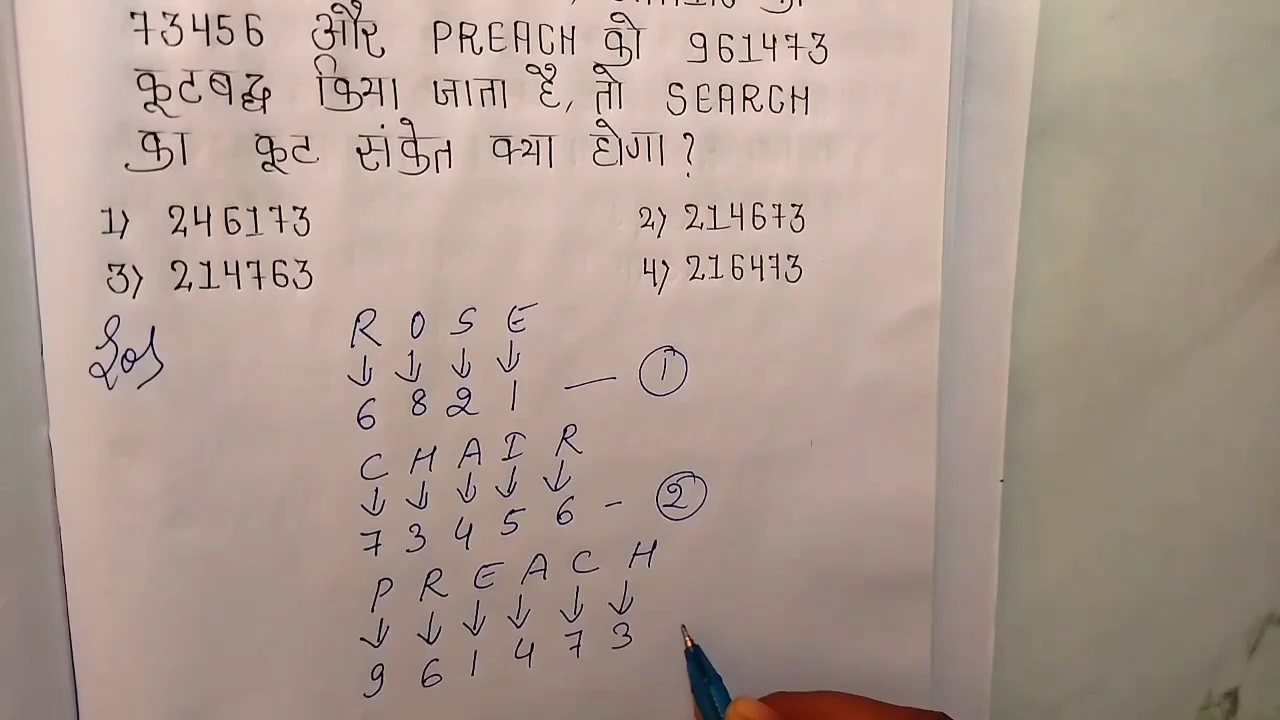 73456 और PREACH को 961473
कूटबद्ध किया जाता है, तो SEARCH
का कूट संकेत क्या होगा ?
1) 246173 2) 214673
3) 214763 4) 216473
Sol
R O S E
↓ ↓ ↓ ↓
6 8 2 1 — ①
C H A I R
↓ ↓ ↓ ↓ ↓
7 3 4 5 6 - ②
P R E A C H
↓ ↓ ↓ ↓ ↓ ↓
9 6 1 4 7 3